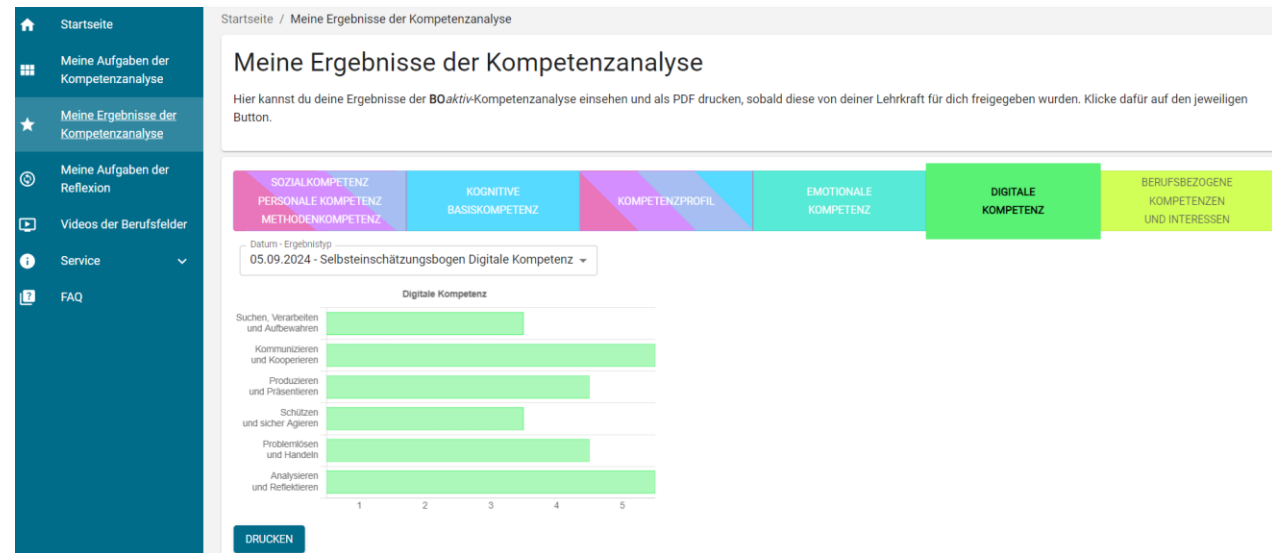 Startseite
Meine Aufgaben der
Kompetenzanalyse
Meine Ergebnisse der
Kompetenzanalyse
Meine Aufgaben der
Reflexion
Videos der Berufsfelder
Service
FAQ
Startseite / Meine Ergebnisse der Kompetenzanalyse
Meine Ergebnisse der Kompetenzanalyse
Hier kannst du deine Ergebnisse der BOaktiv-Kompetenzanalyse einsehen und als PDF drucken, sobald diese von deiner Lehrkraft für dich freigegeben wurden. Klicke dafür auf den jeweiligen
Button.
SOZIALKOMPETENZ
PERSONALE KOMPETENZ
METHODENKOMPETENZ
KOGNITIVE
BASISKOMPETENZ
KOMPETENZPROFIL
EMOTIONALE
KOMPETENZ
DIGITALE
KOMPETENZ
BERUFSBEZOGENE
KOMPETENZEN
UND INTERESSEN
Datum - Ergebnistyp
05.09.2024 - Selbsteinschätzungsbogen Digitale Kompetenz
Digitale Kompetenz
Suchen, Verarbeiten
und Aufbewahren
Kommunizieren
und Kooperieren
Produzieren
und Präsentieren
Schützen
und sicher Agieren
Problemlösen
und Handeln
Analysieren
und Reflektieren
1 2 3 4 5
DRUCKEN